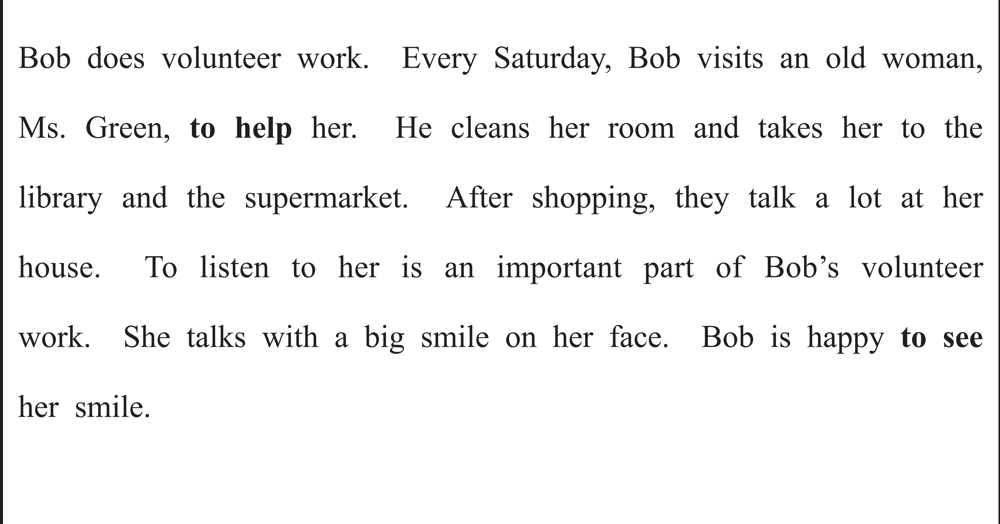 Bob does volunteer work. Every Saturday, Bob visits an old woman,
Ms. Green, to help her. He cleans her room and takes her to the
library and the supermarket. After shopping, they talk a lot at her
house. To listen to her is an important part of Bob’s volunteer
work. She talks with a big smile on her face. Bob is happy to see
her smile.